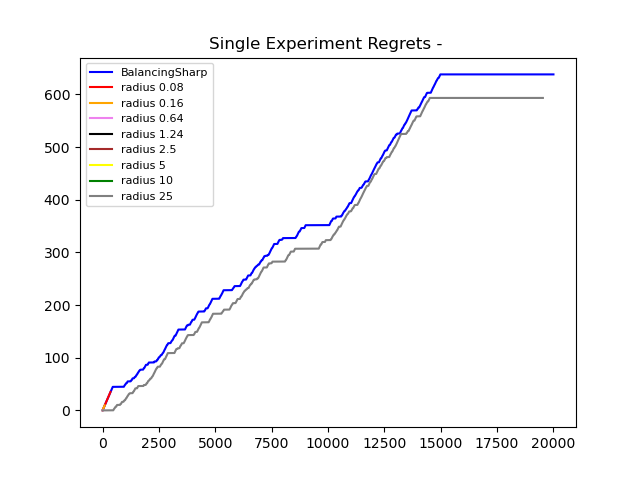 Single Experiment Regrets -
BalancingSharp
radius 0.08
radius 0.16
radius 0.64
radius 1.24
radius 2.5
radius 5
radius 10
radius 25
600
500
400
300
200
100
0
0 2500 5000 7500 10000 12500 15000 17500 20000